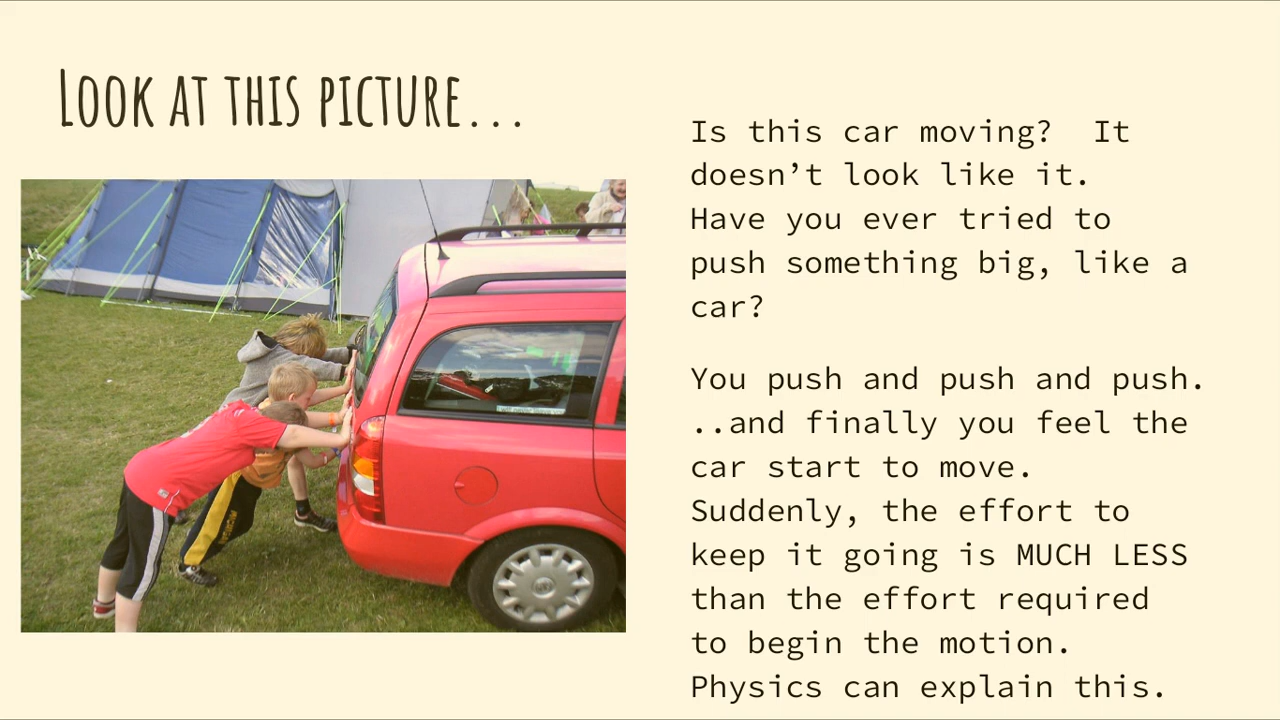 Look at this picture...
Is this car moving?  It
doesn’t look like it.
Have you ever tried to
push something big, like a
car?
You push and push and push.
..and finally you feel the
car start to move.
Suddenly, the effort to
keep it going is MUCH LESS
than the effort required
to begin the motion.
Physics can explain this.